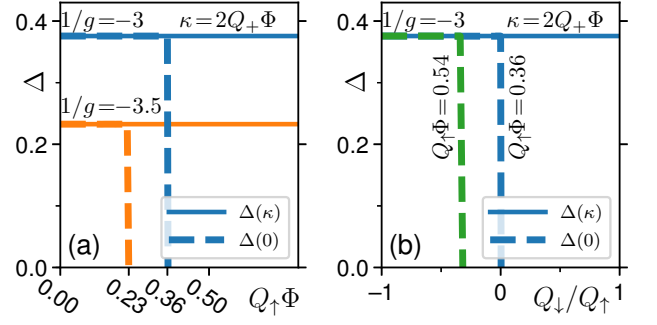 0.4
0.2
0.0
Δ
1/g=−3
κ=2Q₊Φ
1/g=−3.5
Δ(κ)
Δ(0)
(a)
0.00
0.23
0.36
0.50
Q↑Φ
0.4
0.2
0.0
Δ
1/g=−3
κ=2Q₊Φ
Q↑Φ=0.54
Q↑Φ=0.36
Δ(κ)
Δ(0)
(b)
−1
0
1
Q↓/Q↑